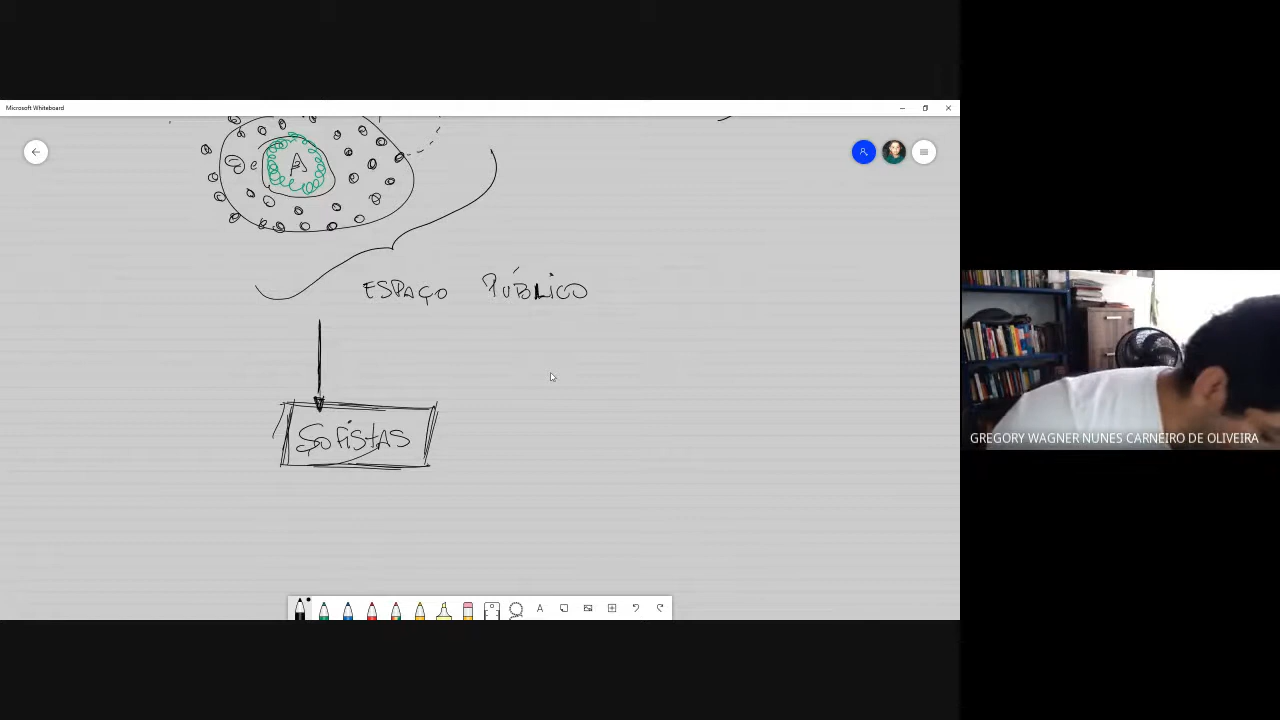 Microsoft Whiteboard
A
ESPAÇO PÚBLICO
SOFISTAS
GREGORY WAGNER NUNES CARNEIRO DE OLIVEIRA
A